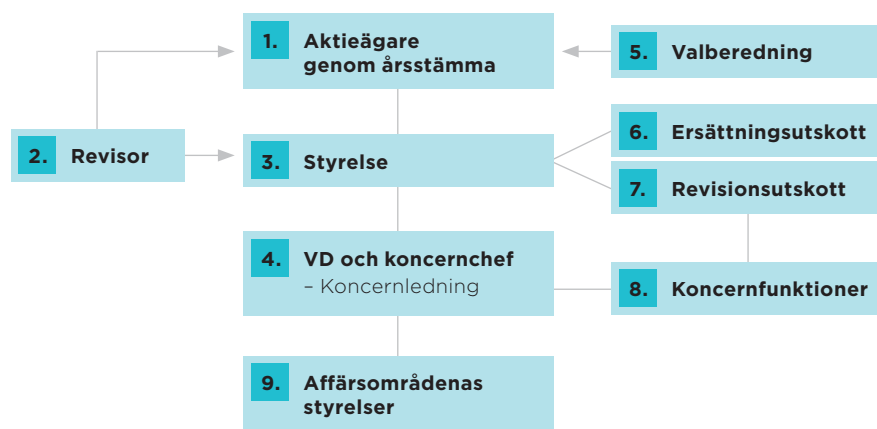 1. Aktieägare
genom årsstämma
2. Revisor
3. Styrelse
4. VD och koncernchef
– Koncernledning
5. Valberedning
6. Ersättningsutskott
7. Revisionsutskott
8. Koncernfunktioner
9. Affärsområdenas
styrelser